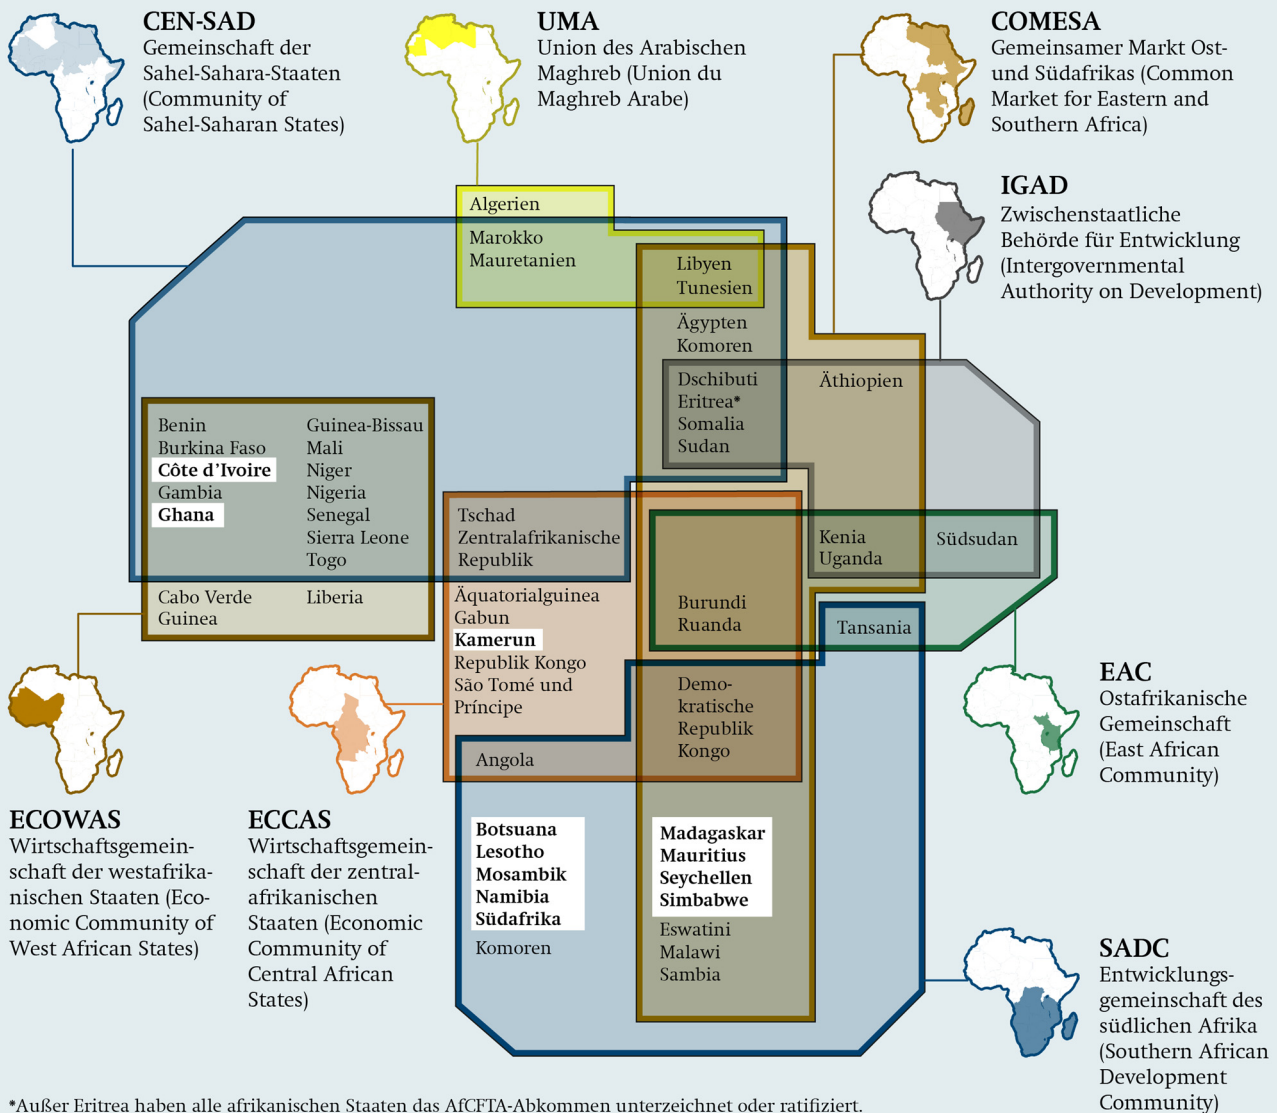 CEN-SAD
Gemeinschaft der
Sahel-Sahara-Staaten
(Community of
Sahel-Saharan States)
UMA
Union des Arabischen
Maghreb (Union du
Maghreb Arabe)
COMESA
Gemeinsamer Markt Ost-
und Südafrikas (Common
Market for Eastern and
Southern Africa)
IGAD
Zwischenstaatliche
Behörde für Entwicklung
(Intergovernmental
Authority on Development)
Algerien
Marokko
Mauretanien
Libyen
Tunesien
Ägypten
Komoren
Dschibuti
Eritrea*
Somalia
Sudan
Äthiopien
Benin
Burkina Faso
Côte d’Ivoire
Gambia
Ghana
Guinea-Bissau
Mali
Niger
Nigeria
Senegal
Sierra Leone
Togo
Cabo Verde
Guinea
Liberia
Tschad
Zentralafrikanische
Republik
Äquatorialguinea
Gabun
Kamerun
Republik Kongo
São Tomé und
Príncipe
Angola
Kenia
Uganda
Südsudan
Burundi
Ruanda
Tansania
Demo-
kratische
Republik
Kongo
Botsuana
Lesotho
Mosambik
Namibia
Südafrika
Komoren
Madagaskar
Mauritius
Seychellen
Simbabwe
Eswatini
Malawi
Sambia
ECOWAS
Wirtschaftsgemein-
schaft der westafrika-
nischen Staaten (Eco-
nomic Community of
West African States)
ECCAS
Wirtschaftsgemein-
schaft der zentral-
afrikanischen
Staaten (Economic
Community of
Central African
States)
EAC
Ostafrikanische
Gemeinschaft
(East African
Community)
SADC
Entwicklungs-
gemeinschaft des
südlichen Afrika
(Southern African
Development
Community)
*Außer Eritrea haben alle afrikanischen Staaten das AfCFTA-Abkommen unterzeichnet oder ratifiziert.